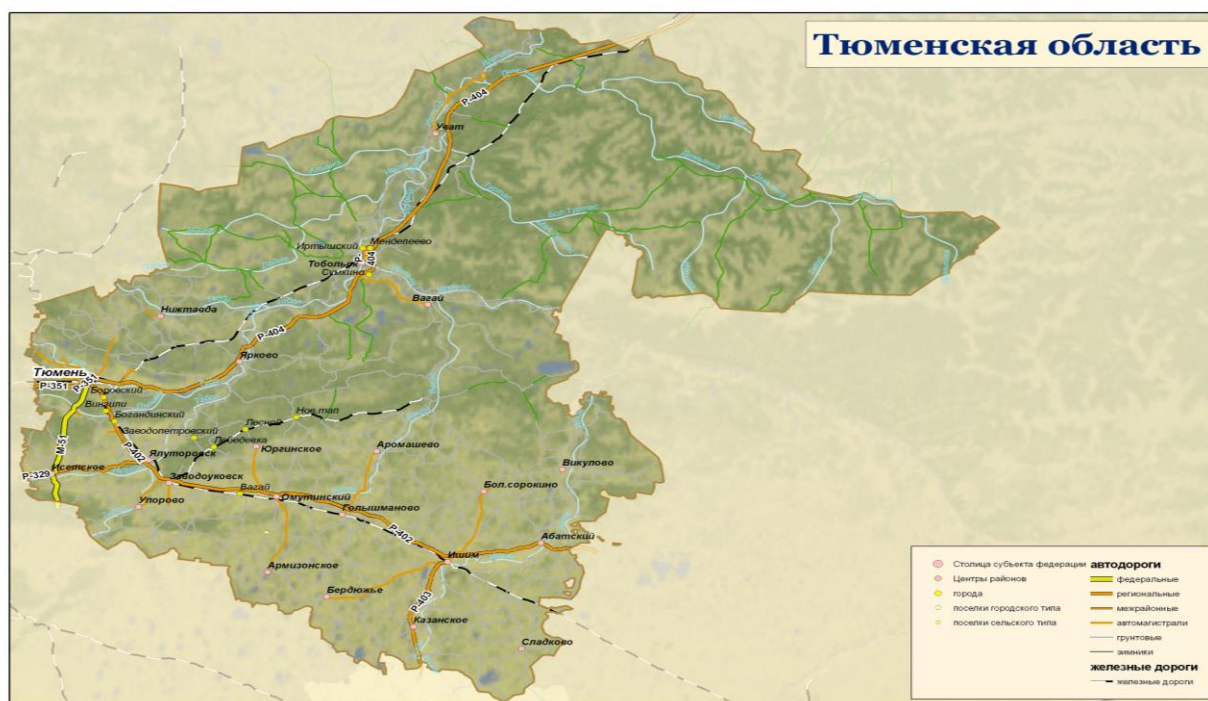 Тюменская область
Р-404
Уват
Иртышский
Менделеево
Р-404
Тобольск
Сумкино
Вагай
Нижтавда
Р-404
Ярково
Тюмень
Р-351
Р-351
Боровский
Винзили
Богандинский
Нов.тап
Лесной
Заводопетровский
Лебедевка
Юргинское
Аромашево
М-51
Р-402
Ялуторовск
Викулово
Р-329
Исетское
Заводоуковск
Вагай
Омутинский
Бол.сорокино
Упорово
Голышманово
Р-402
Абатский
Ишим
Армизонское
Бердюжье
Р-403
Казанское
Сладково
Столица субъекта федерации
Центры районов
города
поселки городского типа
поселки сельского типа
автодороги
федеральные
региональные
межрайонные
автомагистрали
грунтовые
зимники
железные дороги
железные дороги